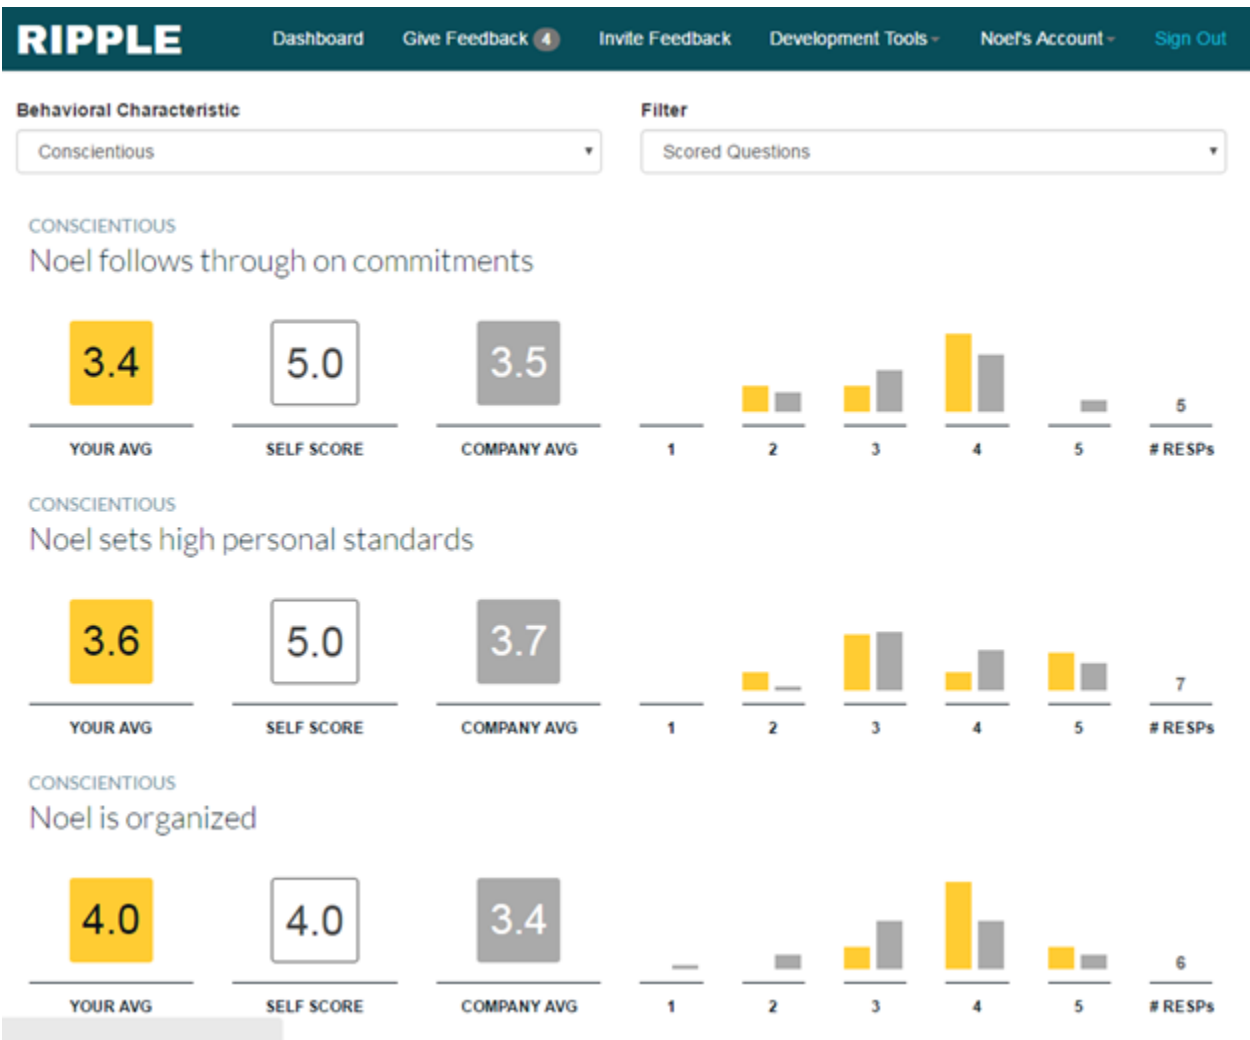 RIPPLE Dashboard Give Feedback 4 Invite Feedback Development Tools Noel's Account Sign Out
Behavioral Characteristic Filter
Conscientious Scored Questions
CONSCIENTIOUS
Noel follows through on commitments
3.4 5.0 3.5
5
YOUR AVG SELF SCORE COMPANY AVG 1 2 3 4 5 # RESPs
CONSCIENTIOUS
Noel sets high personal standards
3.6 5.0 3.7
7
YOUR AVG SELF SCORE COMPANY AVG 1 2 3 4 5 # RESPs
CONSCIENTIOUS
Noel is organized
4.0 4.0 3.4
6
YOUR AVG SELF SCORE COMPANY AVG 1 2 3 4 5 # RESPs